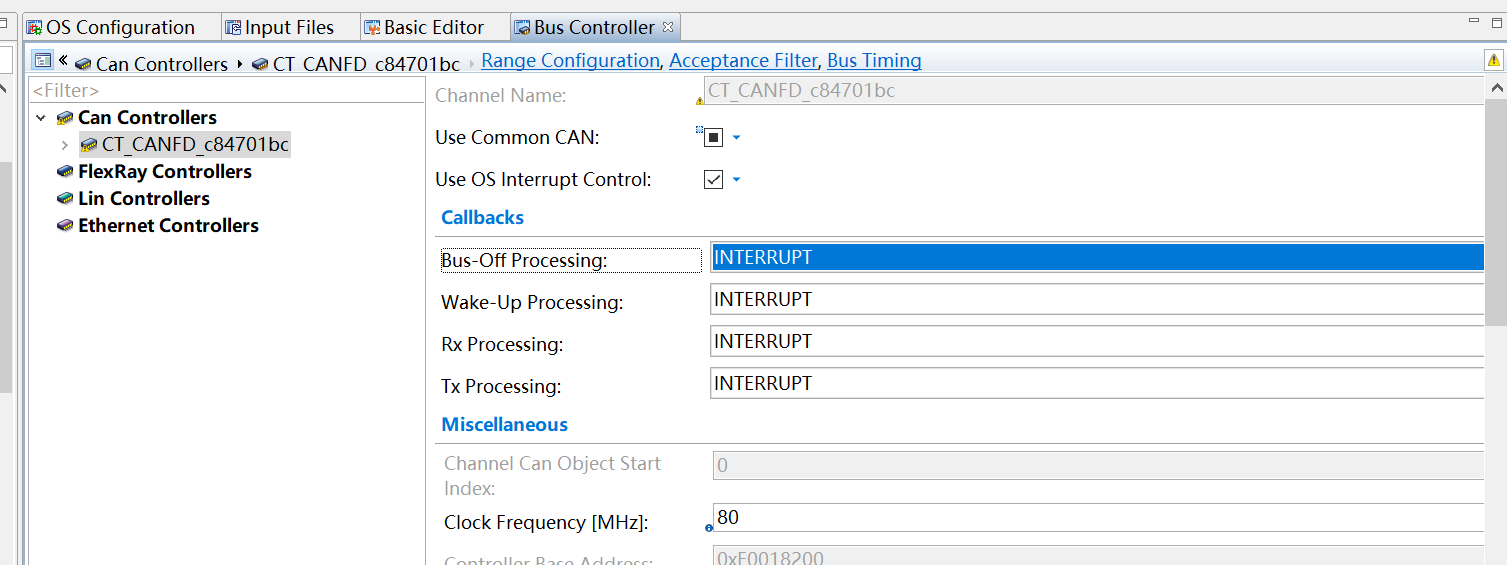 OS Configuration Input Files Basic Editor Bus Controller
« Can Controllers CT_CANFD_c84701bc Range Configuration, Acceptance Filter, Bus Timing
<Filter>
Can Controllers
CT_CANFD_c84701bc
FlexRay Controllers
Lin Controllers
Ethernet Controllers
Channel Name: CT_CANFD_c84701bc
Use Common CAN:
Use OS Interrupt Control:
Callbacks
Bus-Off Processing: INTERRUPT
Wake-Up Processing: INTERRUPT
Rx Processing: INTERRUPT
Tx Processing: INTERRUPT
Miscellaneous
Channel Can Object Start
Index: 0
Clock Frequency [MHz]: 80
Controller Base Address: 0xF0018200